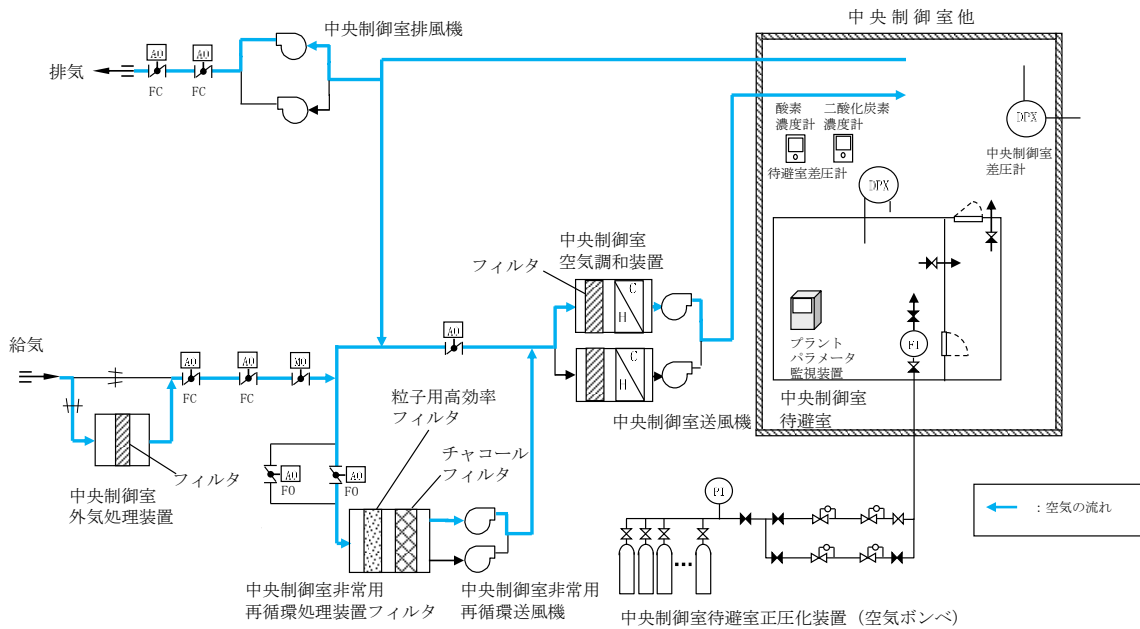 中央制御室他
中央制御室排風機
AO
AO
排気
FC
FC
酸素
濃度計
二酸化炭素
濃度計
DPX
中央制御室
差圧計
待避室差圧計
DPX
中央制御室
空気調和装置
フィルタ
C
H
AO
給気
AO
AO
MO
FC
FC
C
H
FI
プラント
パラメータ
監視装置
中央制御室
待避室
中央制御室送風機
粒子用高効率
フィルタ
チャコール
フィルタ
フィルタ
AO
FO
AO
FO
中央制御室
外気処理装置
PI
:空気の流れ
…
中央制御室非常用
再循環処理装置フィルタ
中央制御室非常用
再循環送風機
中央制御室待避室正圧化装置(空気ボンベ)